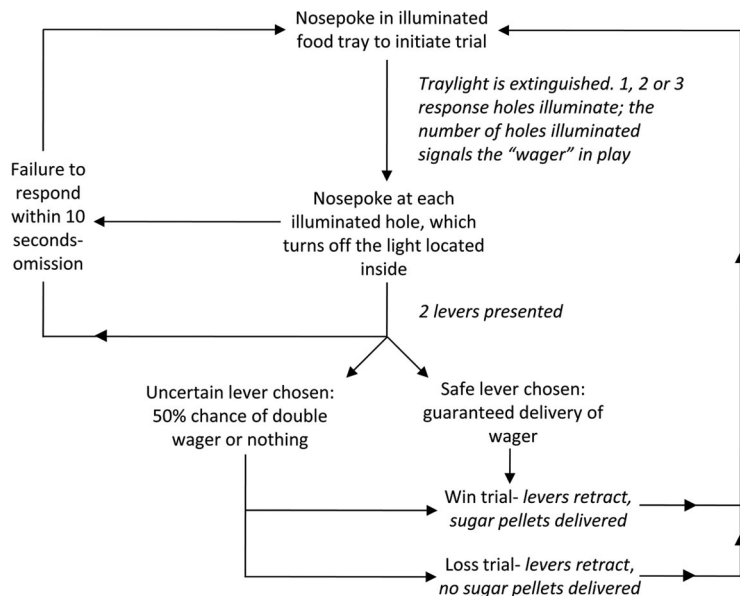 Nosepoke in illuminated
food tray to initiate trial
Traylight is extinguished. 1, 2 or 3
response holes illuminate; the
number of holes illuminated
signals the “wager” in play
Failure to
respond
within 10
seconds-
omission
Nosepoke at each
illuminated hole, which
turns off the light located
inside
2 levers presented
Uncertain lever chosen:
50% chance of double
wager or nothing
Safe lever chosen:
guaranteed delivery of
wager
Win trial- levers retract,
sugar pellets delivered
Loss trial- levers retract,
no sugar pellets delivered